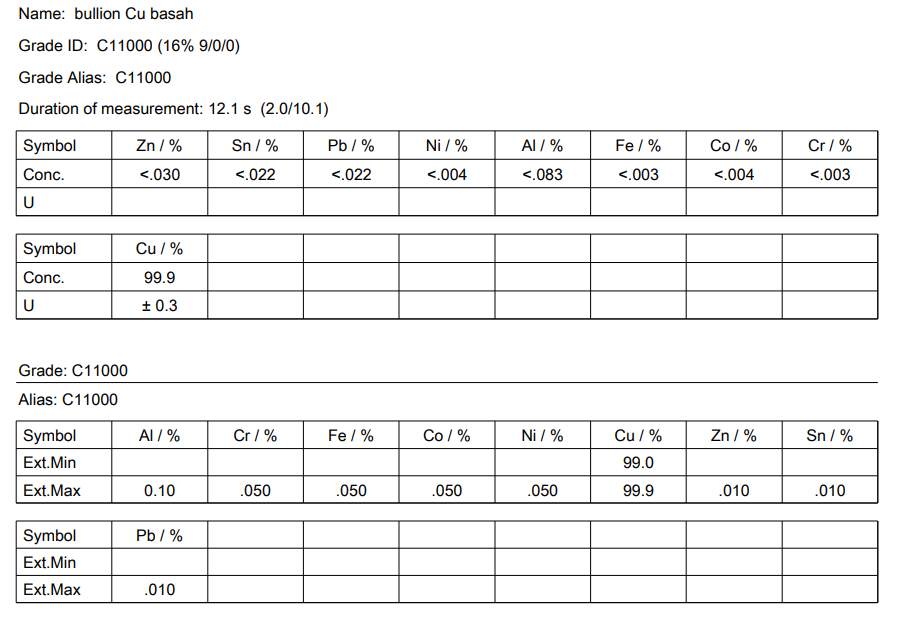 Name: bullion Cu basah
Grade ID: C11000 (16% 9/0/0)
Grade Alias: C11000
Duration of measurement: 12.1 s (2.0/10.1)
Symbol Zn / % Sn / % Pb / % Ni / % Al / % Fe / % Co / % Cr / %
Conc. <.030 <.022 <.022 <.004 <.083 <.003 <.004 <.003
U
Symbol Cu / %
Conc. 99.9
U ± 0.3
Grade: C11000
Alias: C11000
Symbol Al / % Cr / % Fe / % Co / % Ni / % Cu / % Zn / % Sn / %
Ext.Min 99.0
Ext.Max 0.10 .050 .050 .050 .050 99.9 .010 .010
Symbol Pb / %
Ext.Min
Ext.Max .010